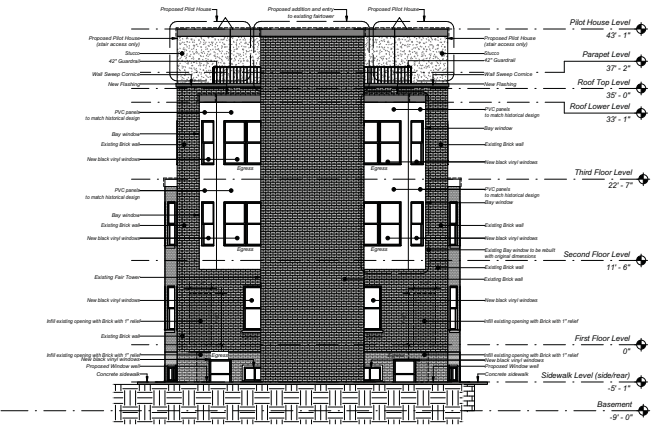 Proposed Pilot House
Proposed addition and entry
to existing fairtower
Proposed Pilot House
Proposed Pilot House
(stair access only)
Stucco
42" Guardrail
Wall Sweep Cornice
New Flashing
PVC panels
to match historical design
Bay window
Existing Brick wall
New black vinyl windows
Egress
PVC panels
to match historical design
Bay window
Existing Brick wall
New black vinyl windows
Egress
Existing Fair Tower
New black vinyl windows
Infill existing opening with Brick with 1" relief
Existing Brick wall
Infill existing opening with Brick with 1" relief
Egress
New black vinyl windows
Proposed Window well
Concrete sidewalk
Proposed Pilot House
(stair access only)
Stucco
42" Guardrail
Wall Sweep Cornice
New Flashing
PVC panels
to match historical design
Bay window
Existing Brick wall
New black vinyl windows
Egress
PVC panels
to match historical design
Bay window
Existing Brick wall
New black vinyl windows
Egress
Existing Bay window to be rebuilt
with original dimensions
Existing Brick wall
Existing Brick wall
New black vinyl windows
Infill existing opening with Brick with 1" relief
Infill existing opening with Brick with 1" relief
Egress
New black vinyl windows
Proposed Window well
Concrete sidewalk
Pilot House Level
43' - 1"
Parapet Level
37' - 2"
Roof Top Level
35' - 0"
Roof Lower Level
33' - 1"
Third Floor Level
22' - 7"
Second Floor Level
11' - 6"
First Floor Level
0"
Sidewalk Level (side/rear)
-5' - 1"
Basement
-9' - 0"